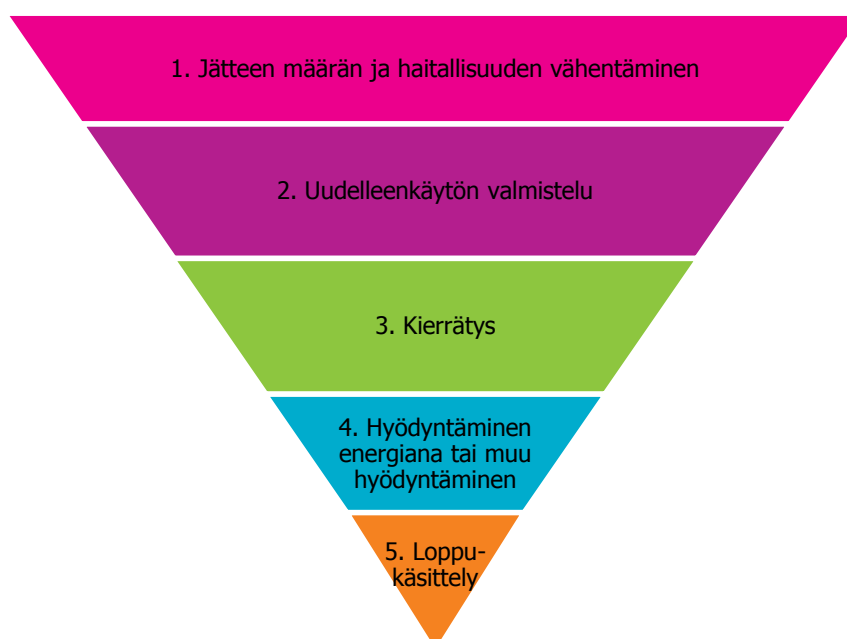 1. Jätteen määrän ja haitallisuuden vähentäminen
2. Uudelleenkäytön valmistelu
3. Kierrätys
4. Hyödyntäminen
energiana tai muu
hyödyntäminen
5. Loppu-
käsittely